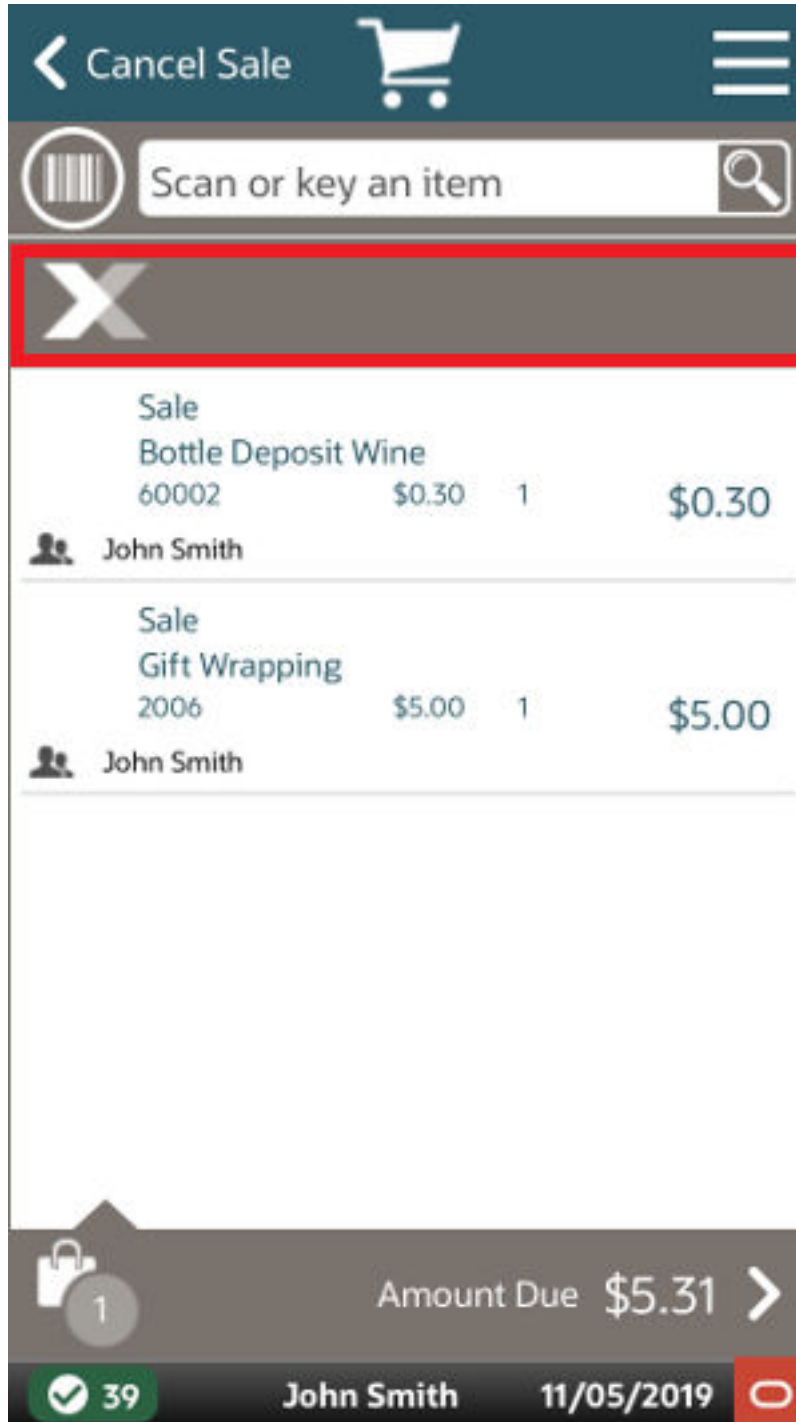 Cancel Sale
Scan or key an item
Sale
Bottle Deposit Wine
60002 $0.30 1 $0.30
John Smith
Sale
Gift Wrapping
2006 $5.00 1 $5.00
John Smith
1 Amount Due $5.31
39 John Smith 11/05/2019